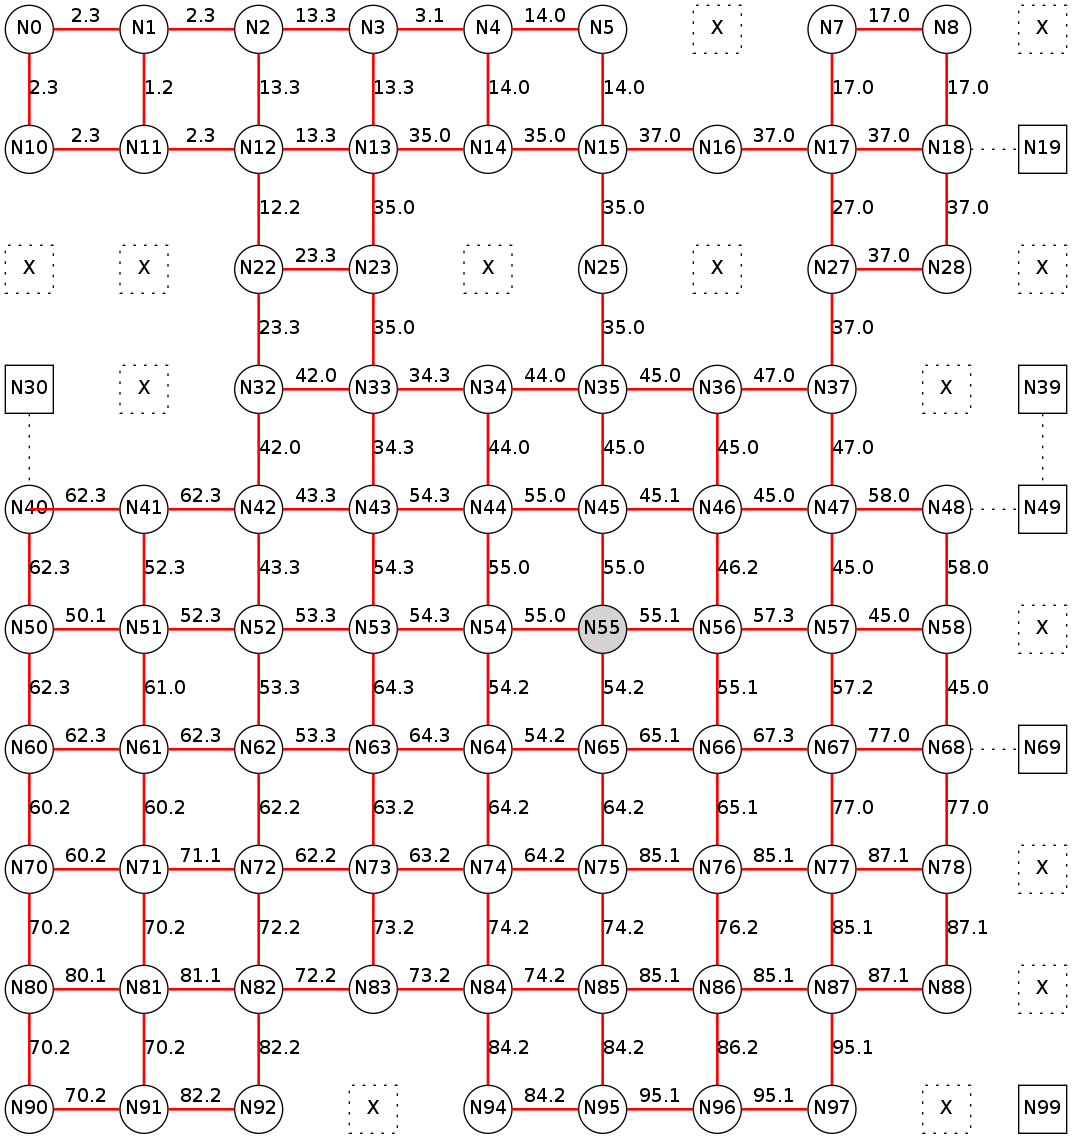 N0 2.3 N1 2.3 N2 13.3 N3 3.1 N4 14.0 N5 X N7 17.0 N8 X
2.3 1.2 13.3 13.3 14.0 14.0 17.0 17.0
N10 2.3 N11 2.3 N12 13.3 N13 35.0 N14 35.0 N15 37.0 N16 37.0 N17 37.0 N18 N19
12.2 35.0 35.0 27.0 37.0
X X N22 23.3 N23 X N25 X N27 37.0 N28 X
23.3 35.0 35.0 37.0
N30 X N32 42.0 N33 34.3 N34 44.0 N35 45.0 N36 47.0 N37 X N39
42.0 34.3 44.0 45.0 45.0 47.0
N40 62.3 N41 62.3 N42 43.3 N43 54.3 N44 55.0 N45 45.1 N46 45.0 N47 58.0 N48 N49
62.3 52.3 43.3 54.3 55.0 55.0 46.2 45.0 58.0
N50 50.1 N51 52.3 N52 53.3 N53 54.3 N54 55.0 N55 55.1 N56 57.3 N57 45.0 N58 X
62.3 61.0 53.3 64.3 54.2 54.2 55.1 57.2 45.0
N60 62.3 N61 62.3 N62 53.3 N63 64.3 N64 54.2 N65 65.1 N66 67.3 N67 77.0 N68 N69
60.2 60.2 62.2 63.2 64.2 64.2 65.1 77.0 77.0
N70 60.2 N71 71.1 N72 62.2 N73 63.2 N74 64.2 N75 85.1 N76 85.1 N77 87.1 N78 X
70.2 70.2 72.2 73.2 74.2 74.2 76.2 85.1 87.1
N80 80.1 N81 81.1 N82 72.2 N83 73.2 N84 74.2 N85 85.1 N86 85.1 N87 87.1 N88 X
70.2 70.2 82.2 84.2 84.2 86.2 95.1
N90 70.2 N91 82.2 N92 X N94 84.2 N95 95.1 N96 95.1 N97 X N99